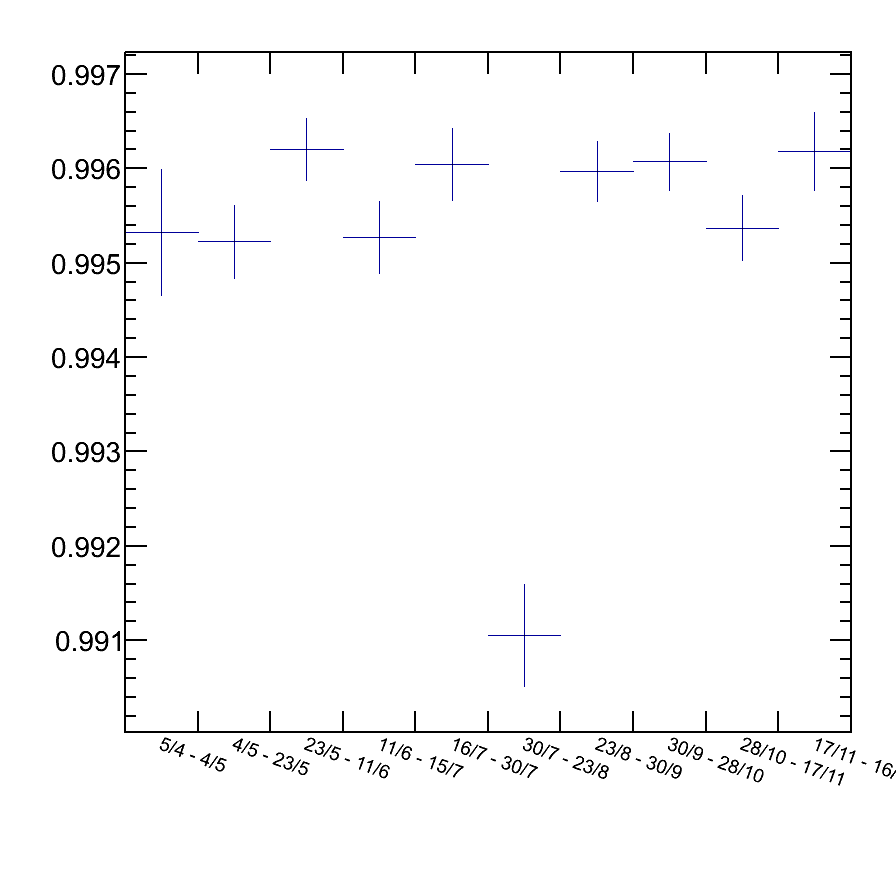 0.997
0.996
0.995
0.994
0.993
0.992
0.991
5/4 - 4/5
4/5 - 23/5
23/5 - 11/6
11/6 - 15/7
16/7 - 30/7
30/7 - 23/8
23/8 - 30/9
30/9 - 28/10
28/10 - 17/11
17/11 - 16/